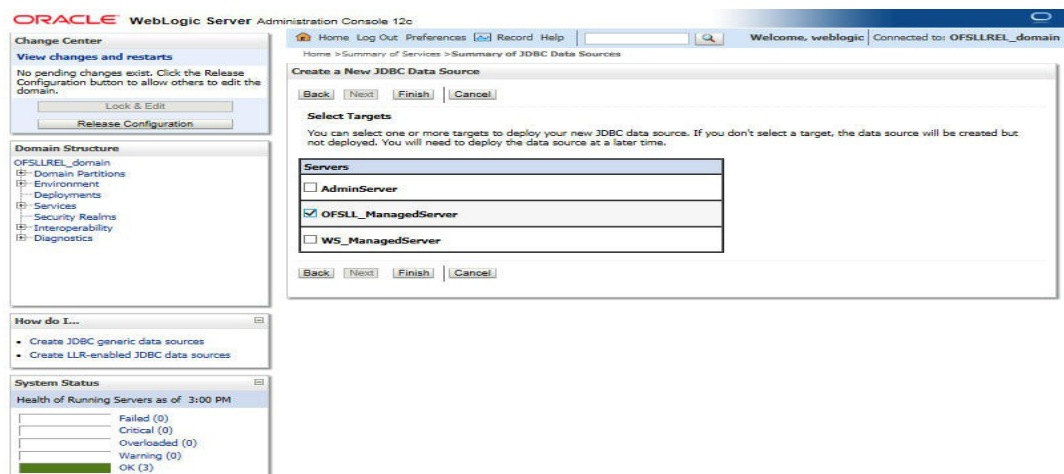 ORACLE WebLogic Server Administration Console 12c
Change Center
View changes and restarts
No pending changes exist. Click the Release
Configuration button to allow others to edit the
domain.
Lock & Edit
Release Configuration
Domain Structure
OFSLLREL_domain
Domain Partitions
Environment
Deployments
Services
Security Realms
Interoperability
Diagnostics
How do I...
Create JDBC generic data sources
Create LLR-enabled JDBC data sources
System Status
Health of Running Servers as of 3:00 PM
Failed (0)
Critical (0)
Overloaded (0)
Warning (0)
OK (3)
Home Log Out Preferences Record Help
Welcome, weblogic Connected to: OFSLLREL_domain
Home >Summary of Services >Summary of JDBC Data Sources
Create a New JDBC Data Source
Back Next Finish Cancel
Select Targets
You can select one or more targets to deploy your new JDBC data source. If you don't select a target, the data source will be created but
not deployed. You will need to deploy the data source at a later time.
Servers
AdminServer
OFSLL_ManagedServer
WS_ManagedServer
Back Next Finish Cancel